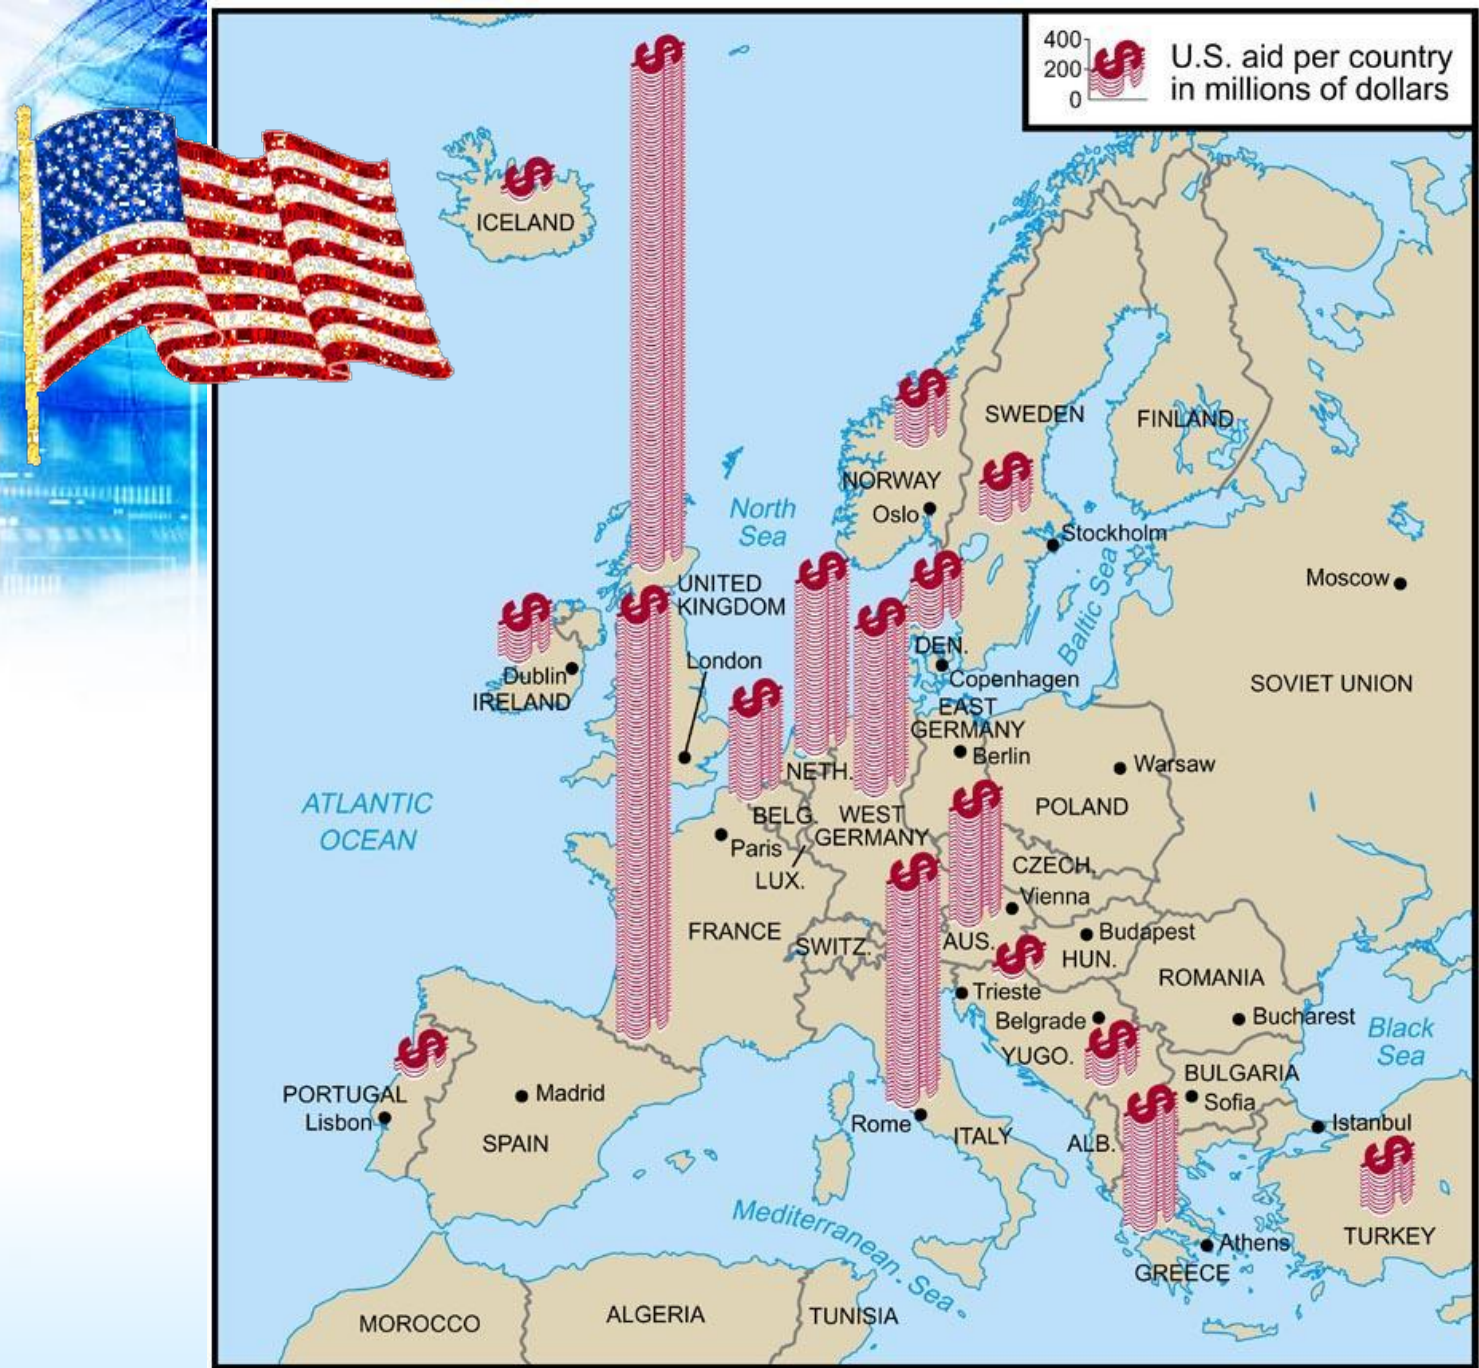 400
200
0
U.S. aid per country
in millions of dollars
ICELAND
SWEDEN
FINLAND
NORWAY
Oslo
North
Sea
Stockholm
Moscow
UNITED
KINGDOM
Baltic Sea
DEN.
London
Dublin
IRELAND
Copenhagen
SOVIET UNION
EAST
GERMANY
Berlin
NETH.
Warsaw
ATLANTIC
OCEAN
POLAND
BELG.
WEST
GERMANY
Paris
LUX.
CZECH.
Vienna
FRANCE
SWITZ.
AUS.
Budapest
HUN.
ROMANIA
Trieste
Belgrade
Bucharest
Black
Sea
YUGO.
BULGARIA
Sofia
PORTUGAL
Lisbon
Madrid
SPAIN
Rome
ITALY
ALB.
Istanbul
Mediterranean Sea
TURKEY
Athens
GREECE
MOROCCO
ALGERIA
TUNISIA